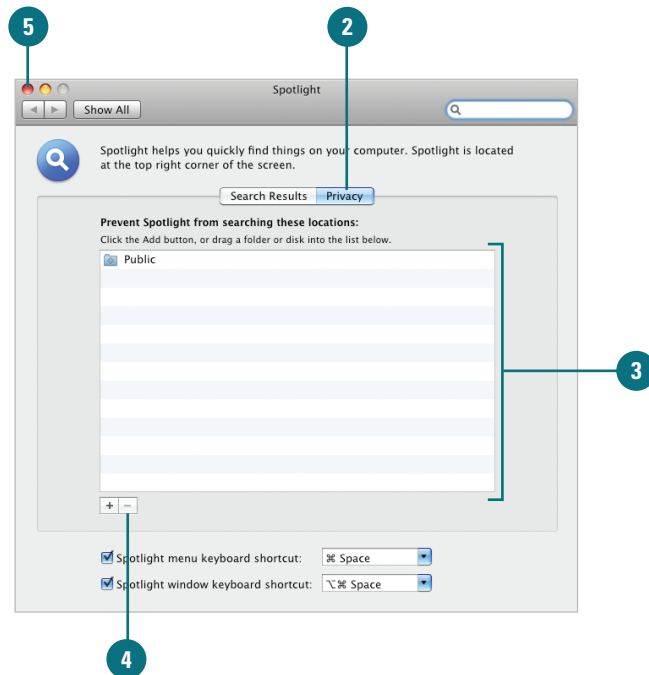 5
2
Spotlight
Show All
Spotlight helps you quickly find things on your computer. Spotlight is located
at the top right corner of the screen.
Search Results Privacy
Prevent Spotlight from searching these locations:
Click the Add button, or drag a folder or disk into the list below.
Public
3
+ −
Spotlight menu keyboard shortcut: ⌘ Space
Spotlight window keyboard shortcut: ⌥⌘ Space
4